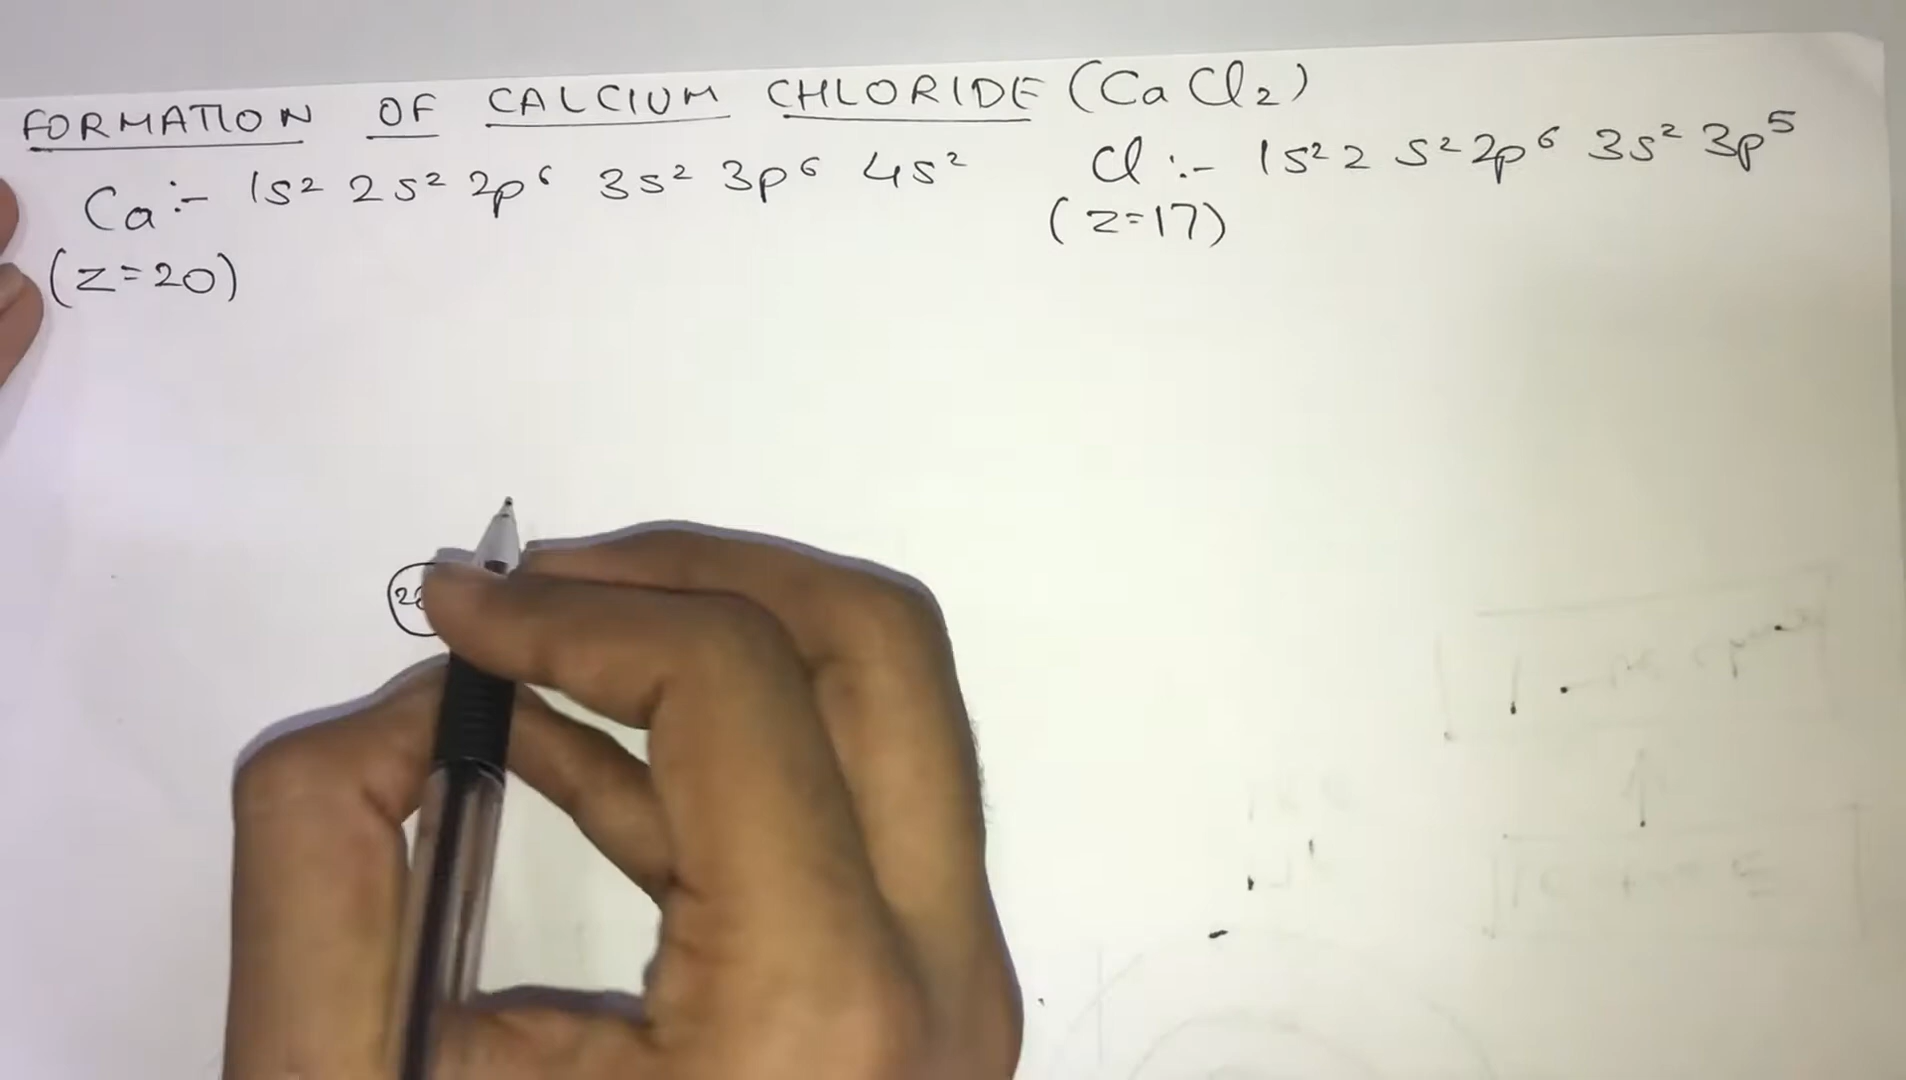 FORMATION OF CALCIUM CHLORIDE (CaCl₂)
Ca :- 1s² 2s² 2p⁶ 3s² 3p⁶ 4s²
(Z=20)
Cl :- 1s² 2s² 2p⁶ 3s² 3p⁵
(Z=17)